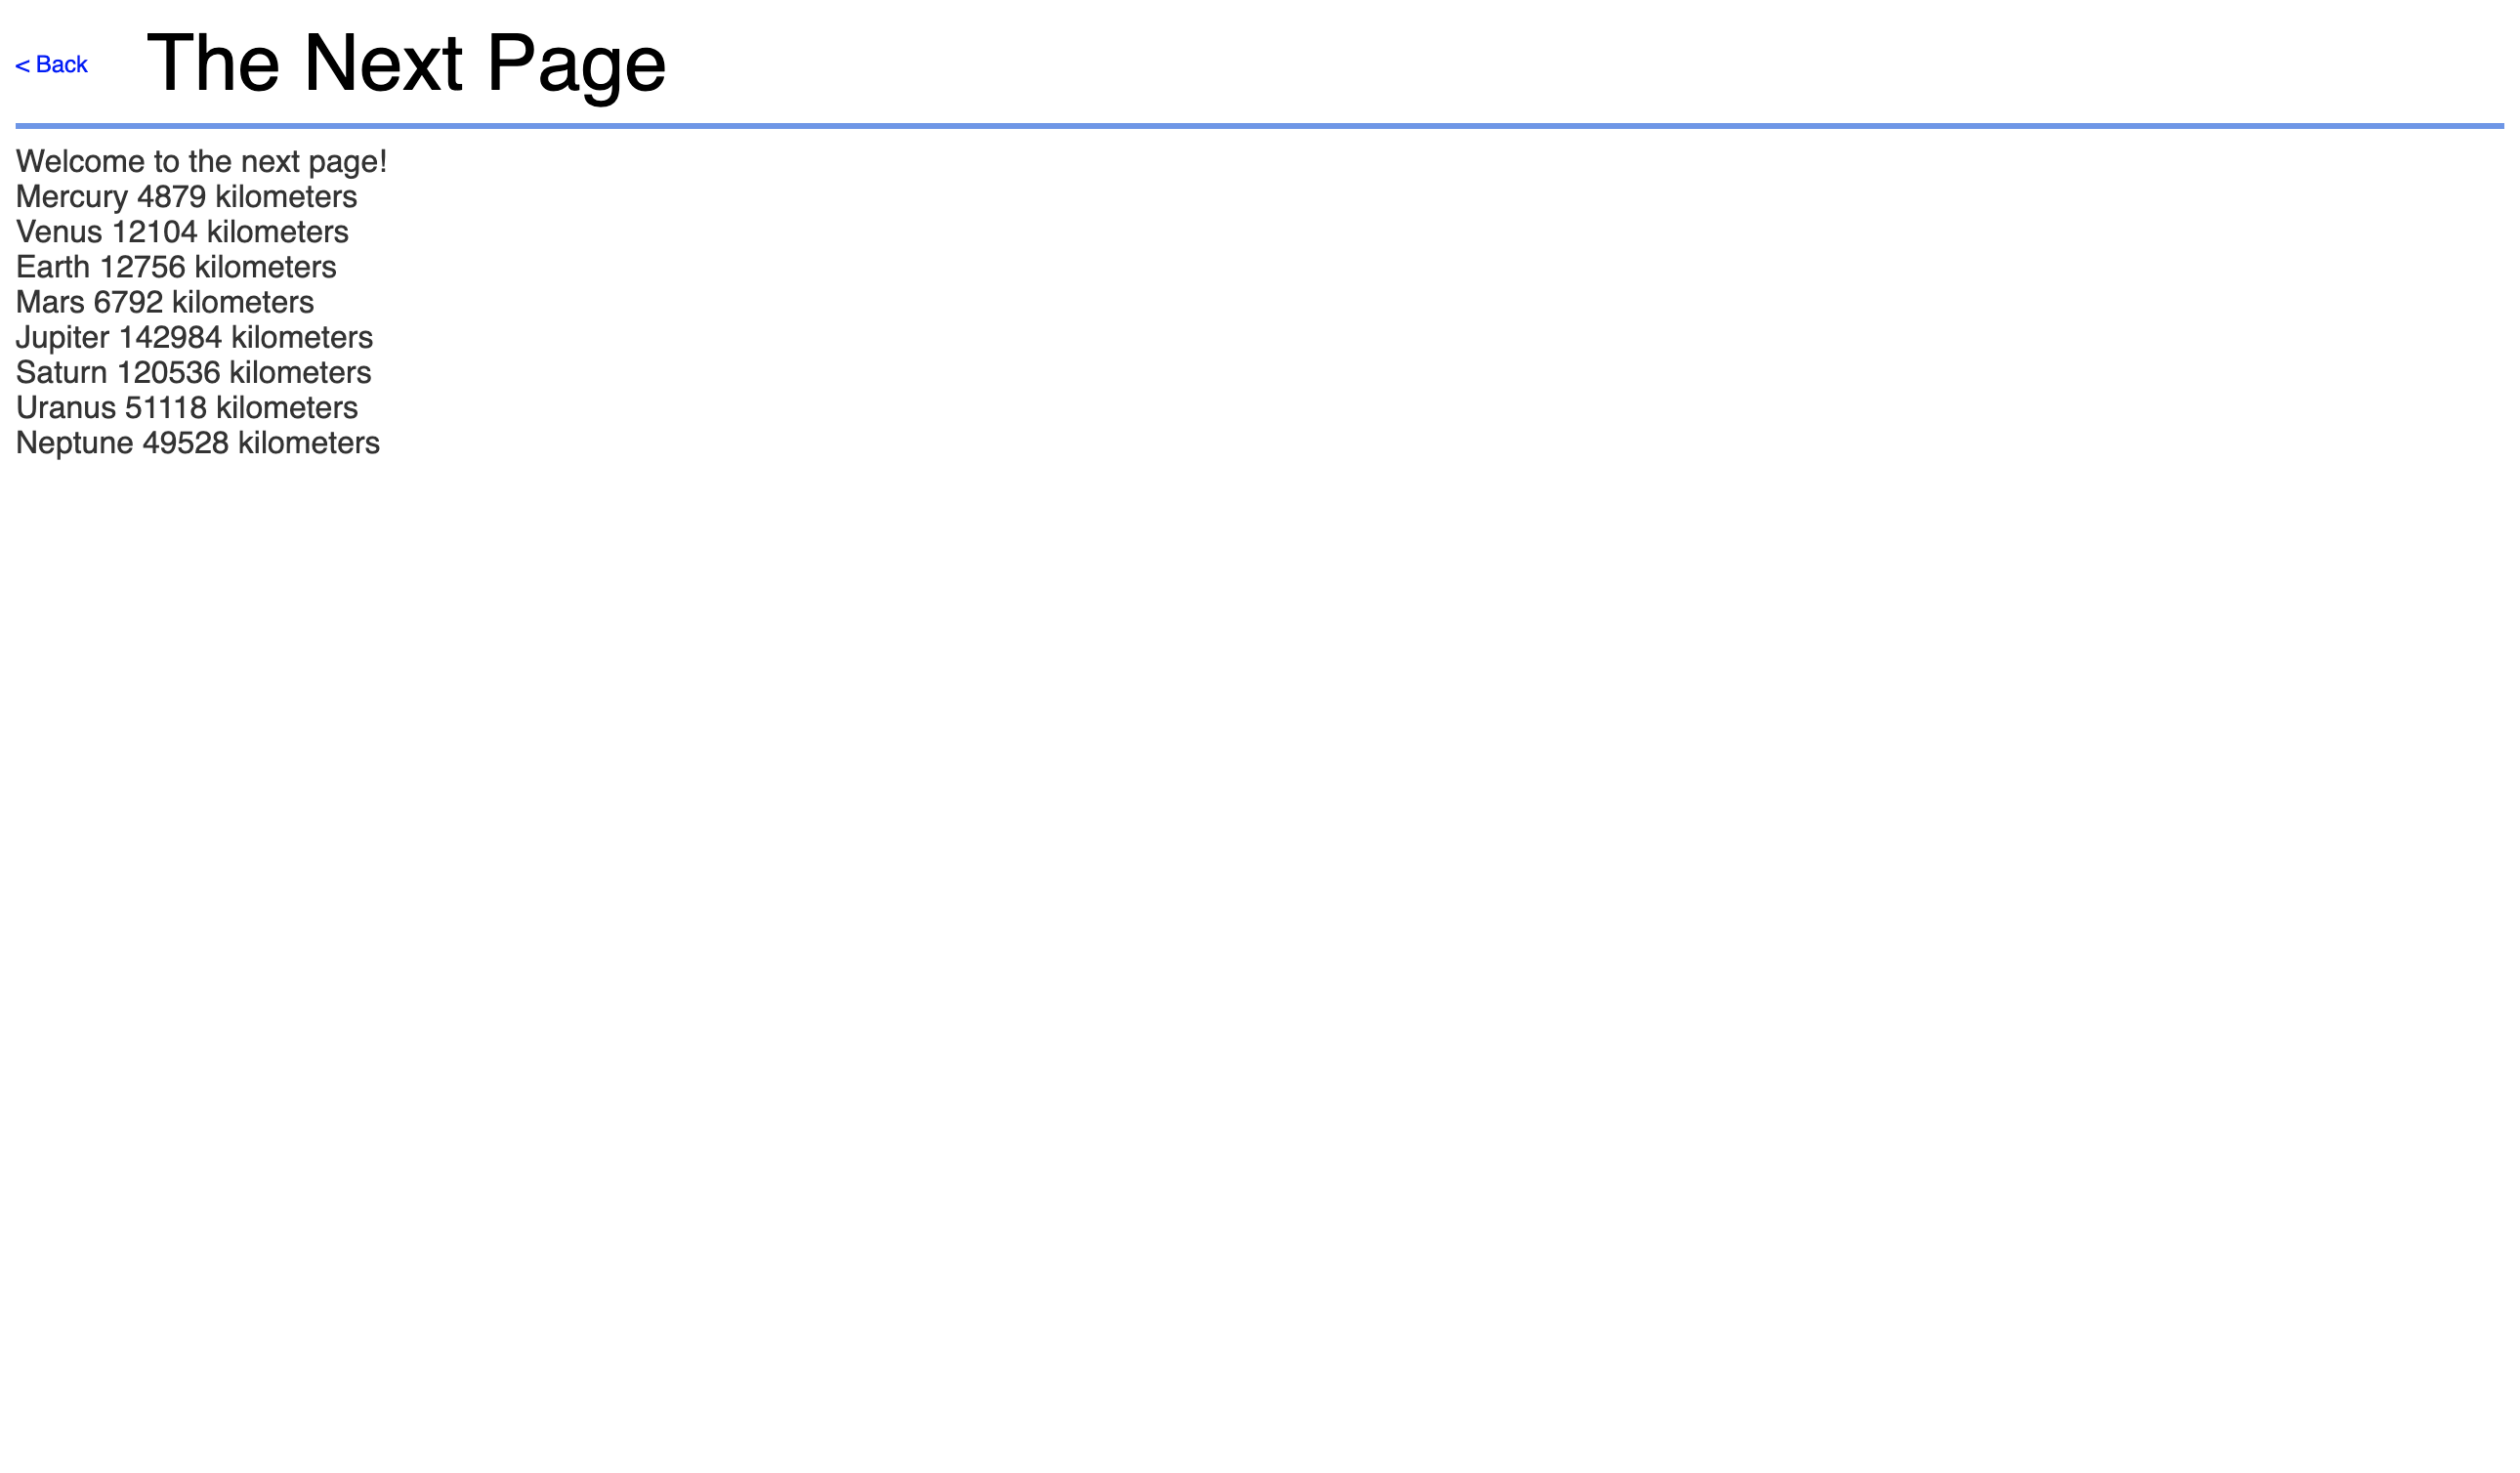 < Back The Next Page
Welcome to the next page!
Mercury 4879 kilometers
Venus 12104 kilometers
Earth 12756 kilometers
Mars 6792 kilometers
Jupiter 142984 kilometers
Saturn 120536 kilometers
Uranus 51118 kilometers
Neptune 49528 kilometers